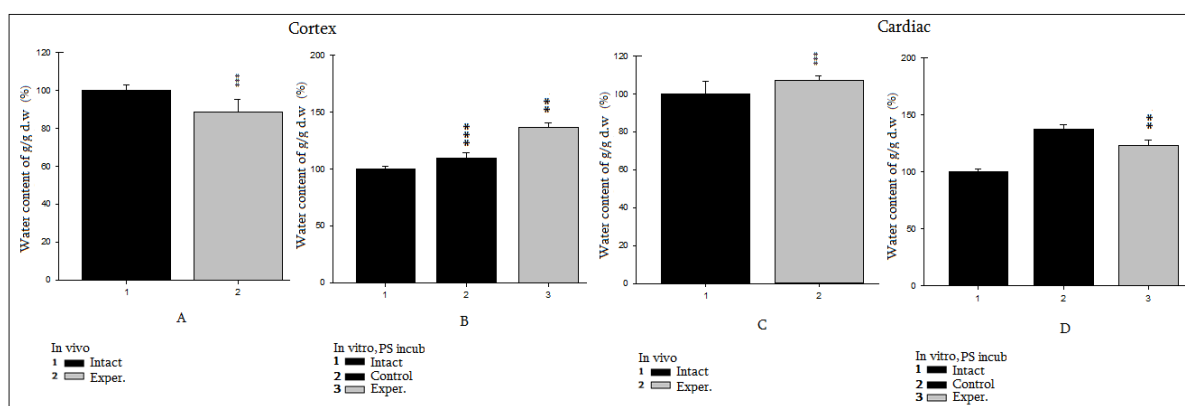 Cortex
Cardiac
Water content of g/g d.w (%)
120
100
80
60
40
20
0
***
1
2
A
In vivo
1 Intact
2 Exper.
Water content of g/g d.w (%)
200
150
100
50
0
***
**
1
2
3
B
In vitro, PS incub
1 Intact
2 Control
3 Exper.
Water content of g/g d.w (%)
120
100
80
60
40
20
0
***
1
2
C
In vivo
1 Intact
2 Exper.
Water content of g/g d.w (%)
200
150
100
50
0
**
1
2
3
D
In vitro, PS incub
1 Intact
2 Control
3 Exper.